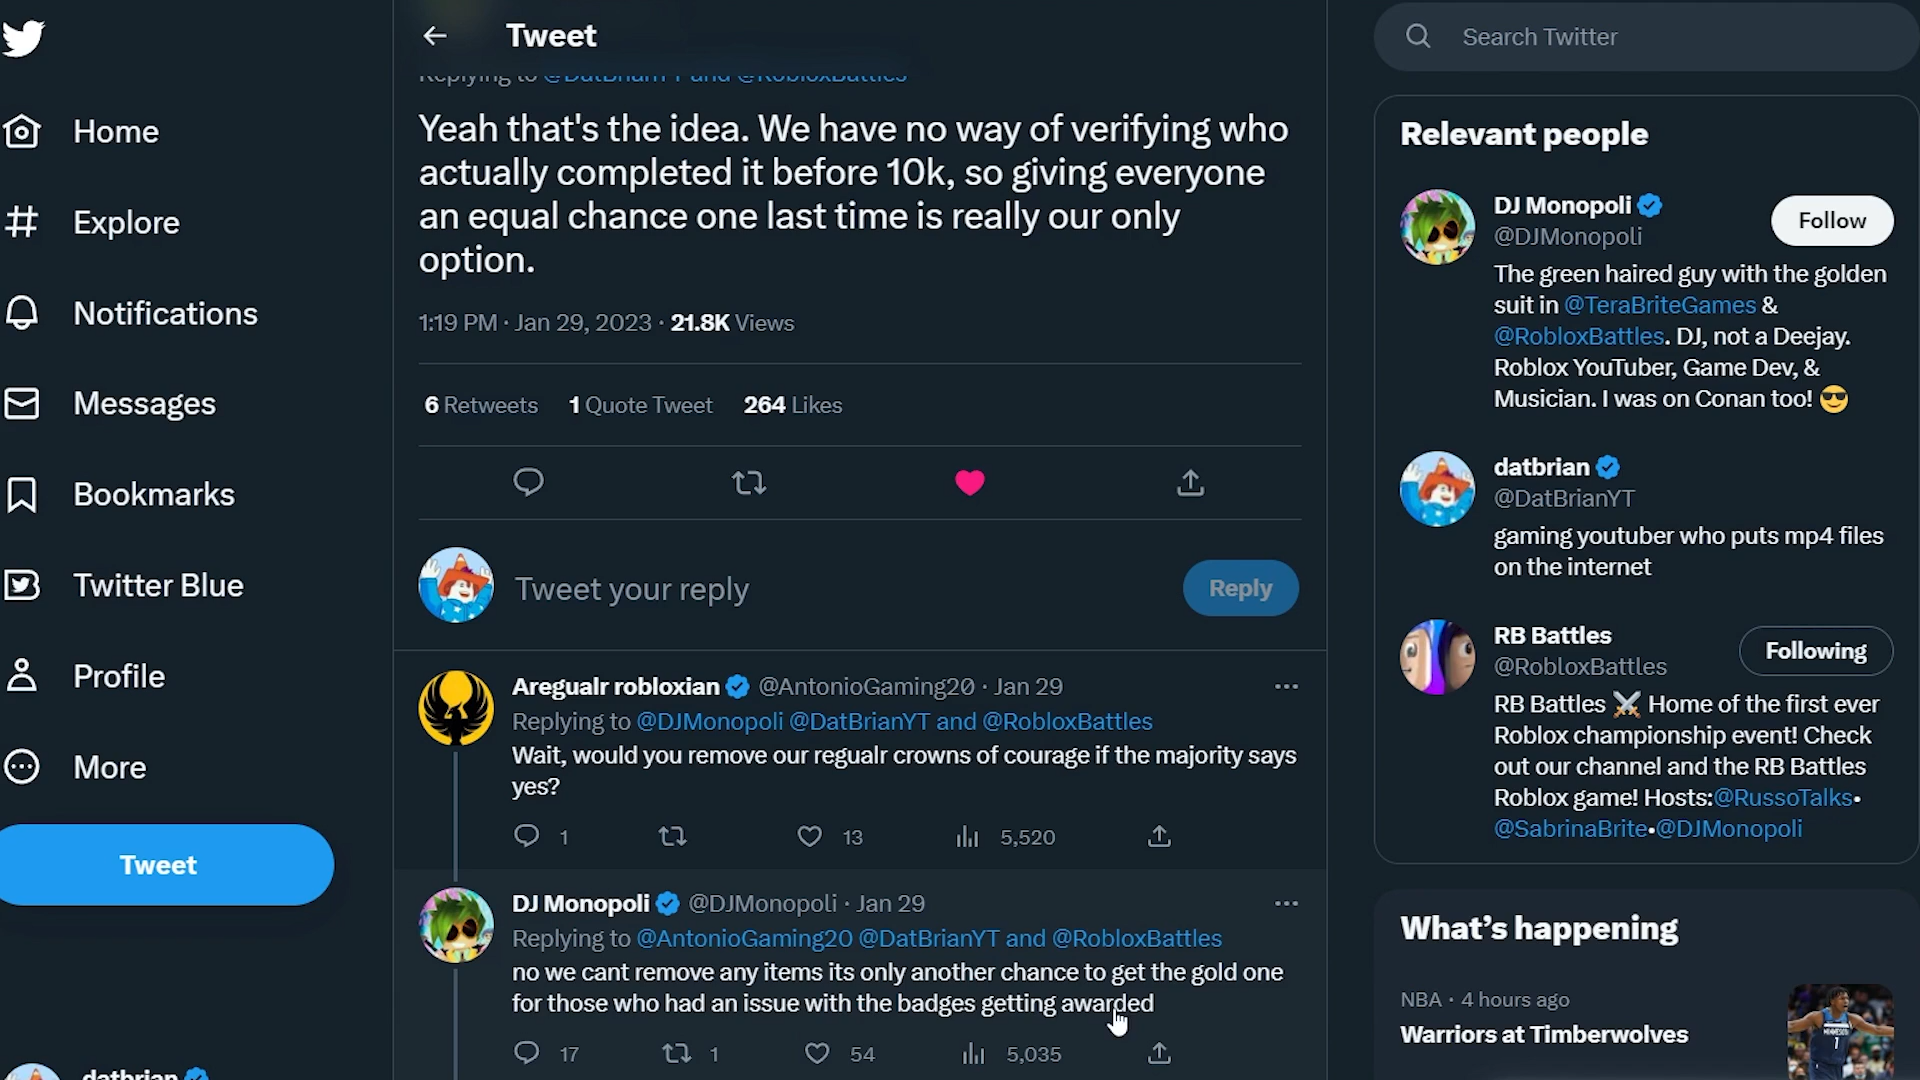 Tweet
Search Twitter
Replying to @DatBrianYT and @RobloxBattles
Home
Explore
Notifications
Messages
Bookmarks
Twitter Blue
Profile
More
Tweet
datbrian
Yeah that's the idea. We have no way of verifying who
actually completed it before 10k, so giving everyone
an equal chance one last time is really our only
option.
1:19 PM · Jan 29, 2023 · 21.8K Views
6 Retweets 1 Quote Tweet 264 Likes
Tweet your reply
Reply
Aregualr robloxian @AntonioGaming20 · Jan 29
Replying to @DJMonopoli @DatBrianYT and @RobloxBattles
Wait, would you remove our regualr crowns of courage if the majority says
yes?
1 13 5,520
DJ Monopoli @DJMonopoli · Jan 29
Replying to @AntonioGaming20 @DatBrianYT and @RobloxBattles
no we cant remove any items its only another chance to get the gold one
for those who had an issue with the badges getting awarded
17 1 54 5,035
Relevant people
DJ Monopoli
@DJMonopoli
Follow
The green haired guy with the golden
suit in @TeraBriteGames &
@RobloxBattles. DJ, not a Deejay.
Roblox YouTuber, Game Dev, &
Musician. I was on Conan too! 😎
datbrian
@DatBrianYT
gaming youtuber who puts mp4 files
on the internet
RB Battles
@RobloxBattles
Following
RB Battles ⚔️ Home of the first ever
Roblox championship event! Check
out our channel and the RB Battles
Roblox game! Hosts:@RussoTalks•
@SabrinaBrite•@DJMonopoli
What's happening
NBA · 4 hours ago
Warriors at Timberwolves